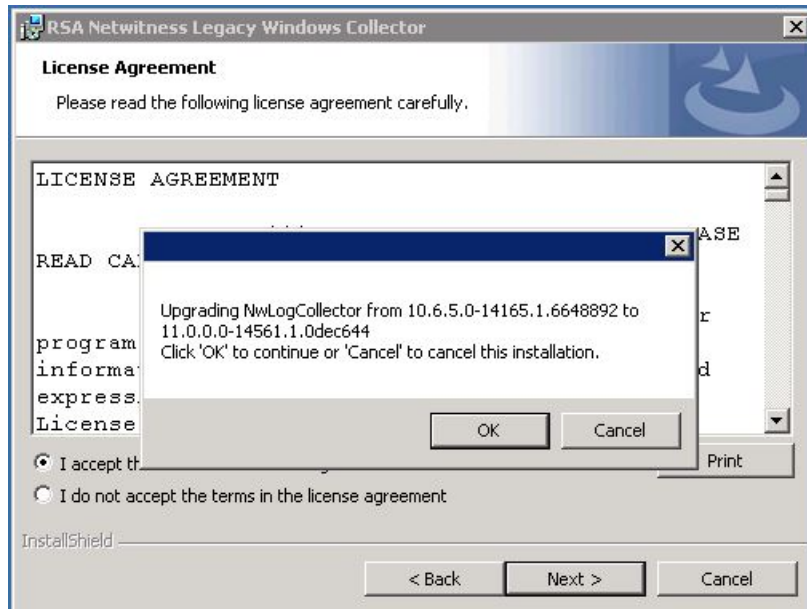 RSA Netwitness Legacy Windows Collector
License Agreement
Please read the following license agreement carefully.
LICENSE AGREEMENT
ASE
READ CA
Upgrading NwLogCollector from 10.6.5.0-14165.1.6648892 to
11.0.0.0-14561.1.0dec644
Click 'OK' to continue or 'Cancel' to cancel this installation.
r
program
informa
d
express
License
OK
Cancel
I accept th
Print
I do not accept the terms in the license agreement
InstallShield
< Back
Next >
Cancel